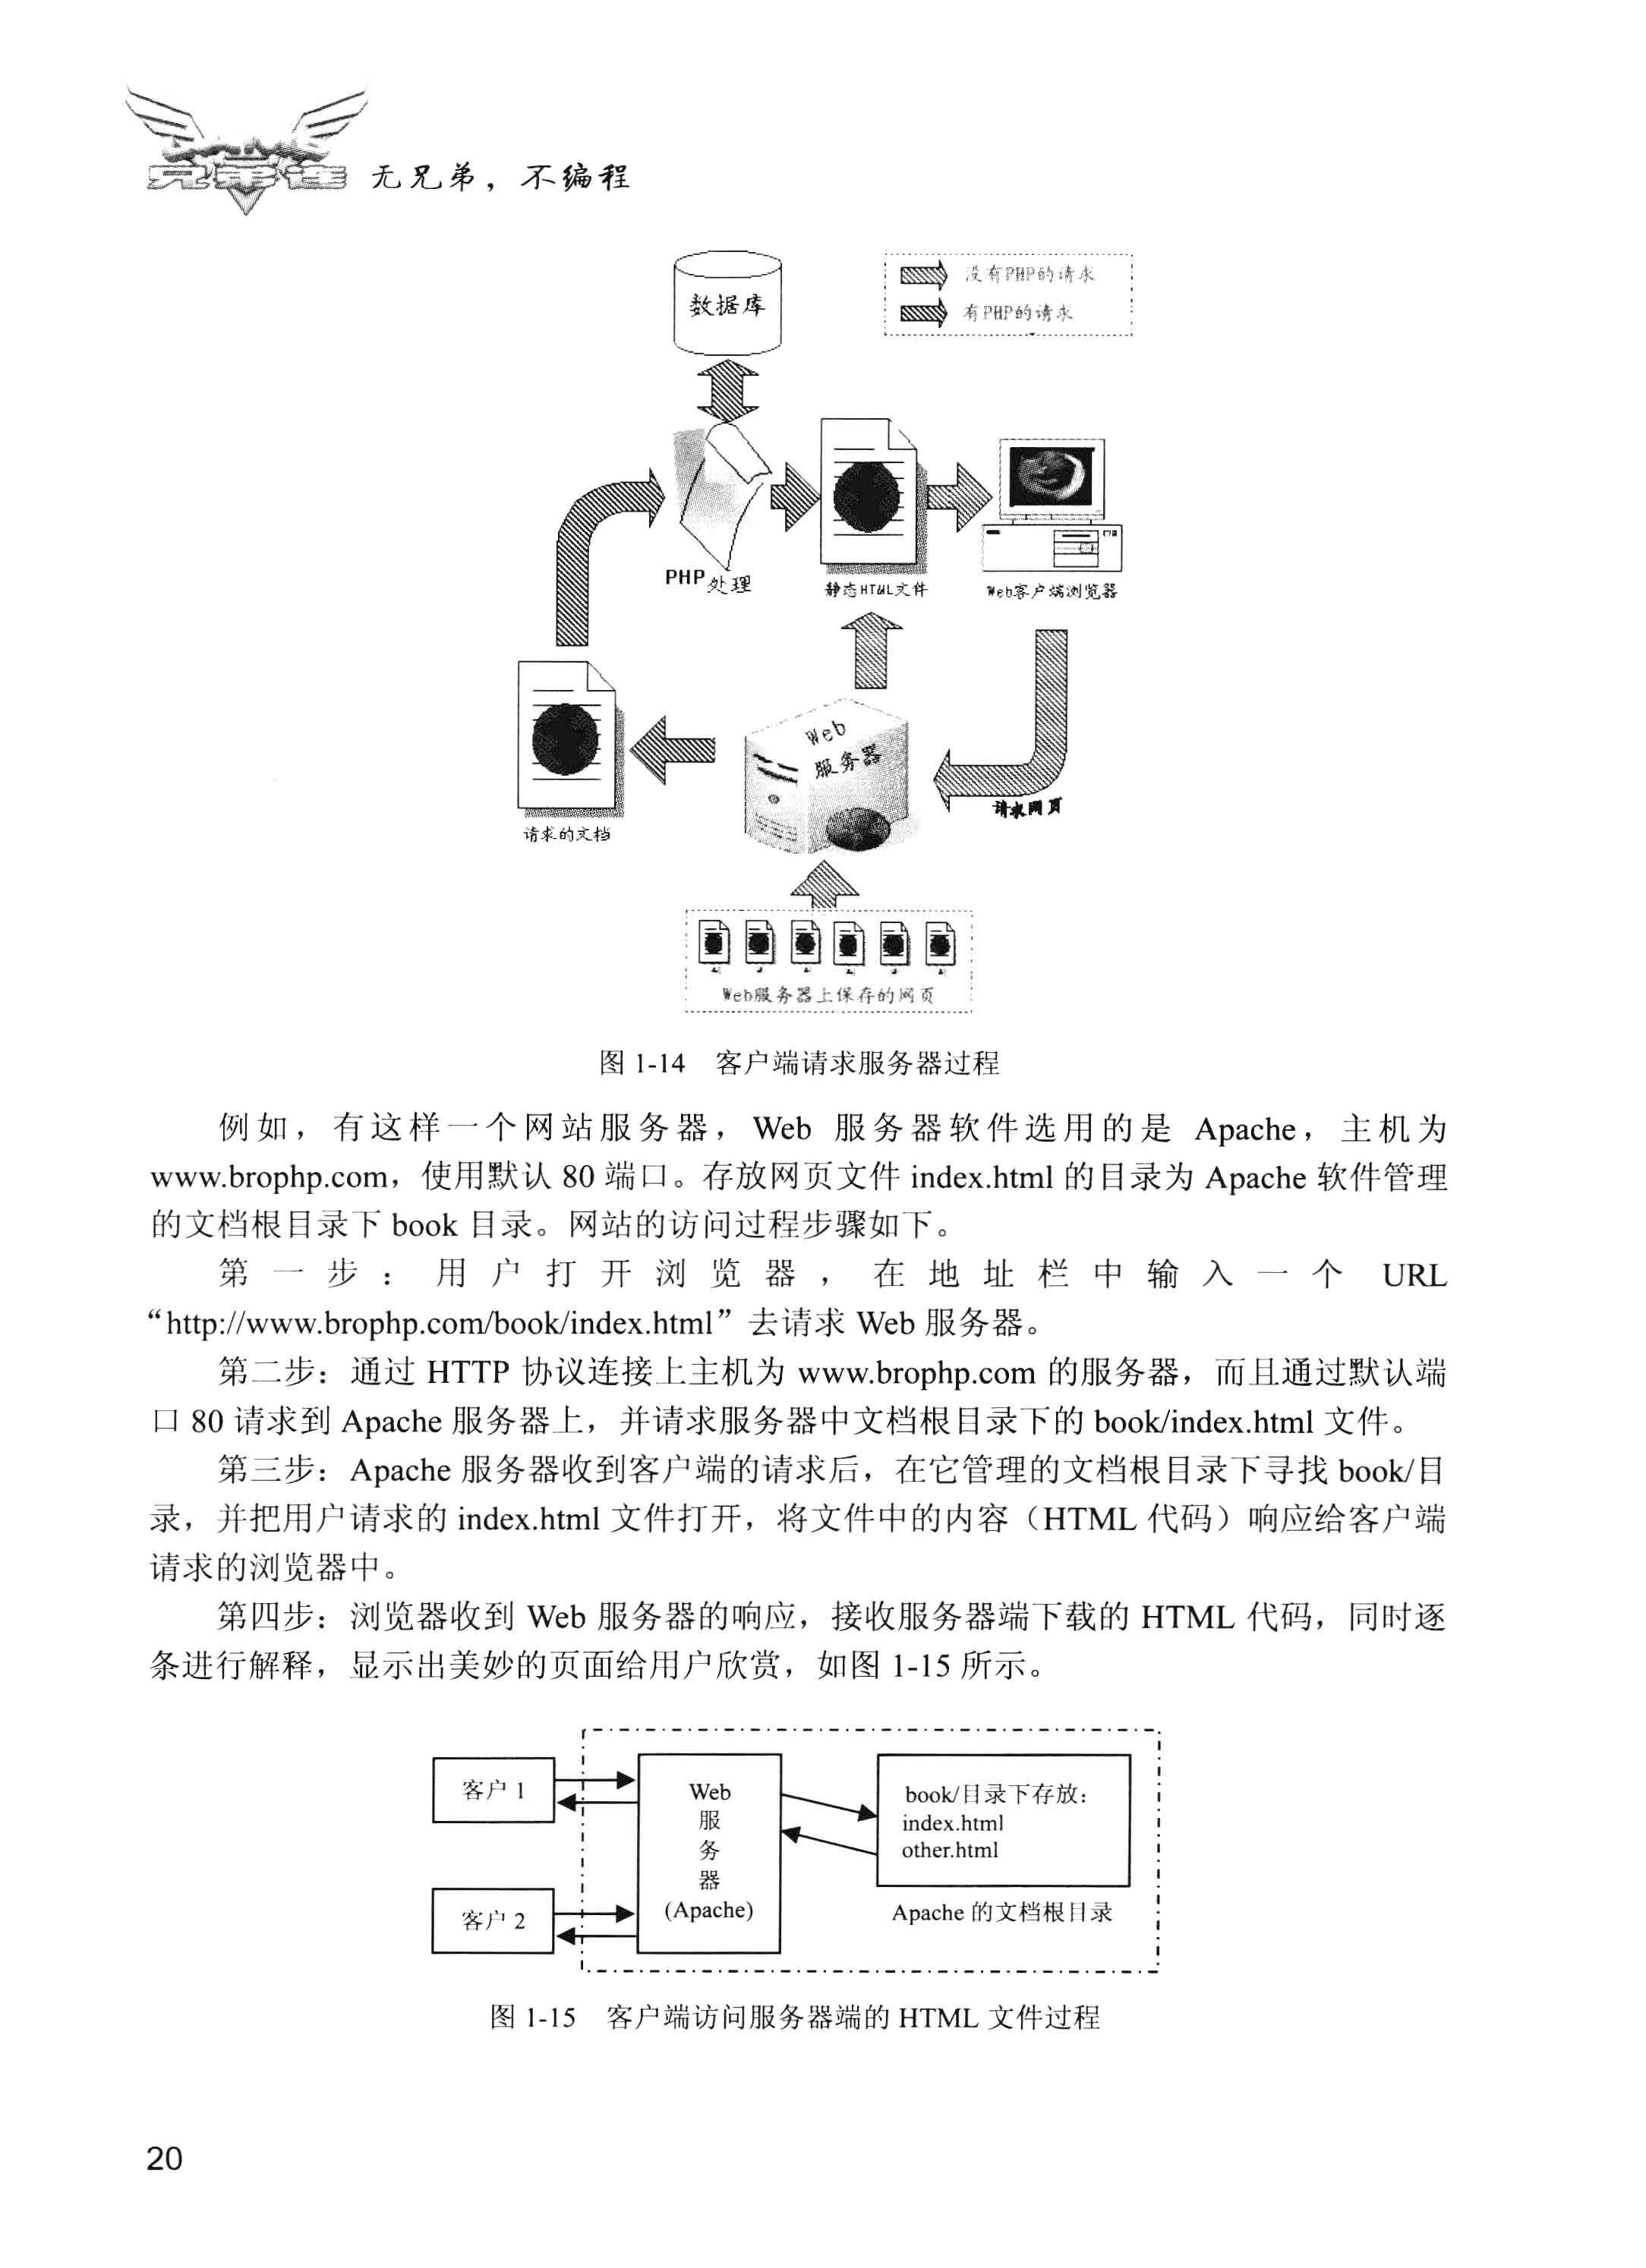 兄弟连
无兄弟，不编程
数据库
没有PHP的请求
有PHP的请求
PHP处理
静态HTML文件
Web客户端浏览器
Web
服务器
请求网页
请求的文档
Web服务器上保存的网页
图 1-14 客户端请求服务器过程
例如，有这样一个网站服务器，Web 服务器软件选用的是 Apache，主机为
www.brophp.com，使用默认 80 端口。存放网页文件 index.html 的目录为 Apache 软件管理
的文档根目录下 book 目录。网站的访问过程步骤如下。
第一步：用户打开浏览器，在地址栏中输入一个 URL
“http://www.brophp.com/book/index.html”去请求 Web 服务器。
第二步：通过 HTTP 协议连接上主机为 www.brophp.com 的服务器，而且通过默认端
口 80 请求到 Apache 服务器上，并请求服务器中文档根目录下的 book/index.html 文件。
第三步：Apache 服务器收到客户端的请求后，在它管理的文档根目录下寻找 book/目
录，并把用户请求的 index.html 文件打开，将文件中的内容（HTML 代码）响应给客户端
请求的浏览器中。
第四步：浏览器收到 Web 服务器的响应，接收服务器端下载的 HTML 代码，同时逐
条进行解释，显示出美妙的页面给用户欣赏，如图 1-15 所示。
客户 1
客户 2
Web
服
务
器
(Apache)
book/目录下存放：
index.html
other.html
Apache 的文档根目录
图 1-15 客户端访问服务器端的 HTML 文件过程
20